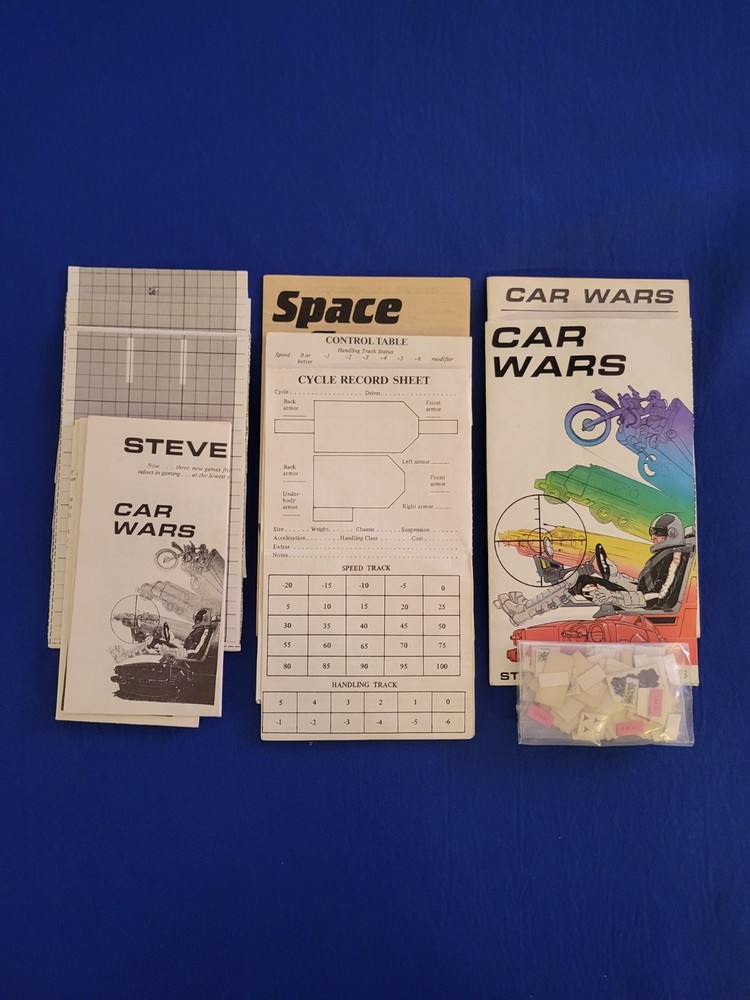 STEVE
Now . . . three new games fr
values in gaming . . . at the lowest p
CAR
WARS
Space
CONTROL TABLE
Handling Track Status
Speed 0 or better -1 -2 -3 -4 -5 -6 modifier
CYCLE RECORD SHEET
Cycle . . . Driver . . .
Back armor
Front armor
Left armor
Back armor
Front armor
Under-body armor
Right armor
Size . . . Weight . . . Chassis . . . Suspension . . .
Acceleration . . . Handling Class . . . Cost . . .
Extras . . .
Notes . . .
SPEED TRACK
-20 -15 -10 -5 0
5 10 15 20 25
30 35 40 45 50
55 60 65 70 75
80 85 90 95 100
HANDLING TRACK
5 4 3 2 1 0
-1 -2 -3 -4 -5 -6
CAR WARS
CAR
WARS
ST